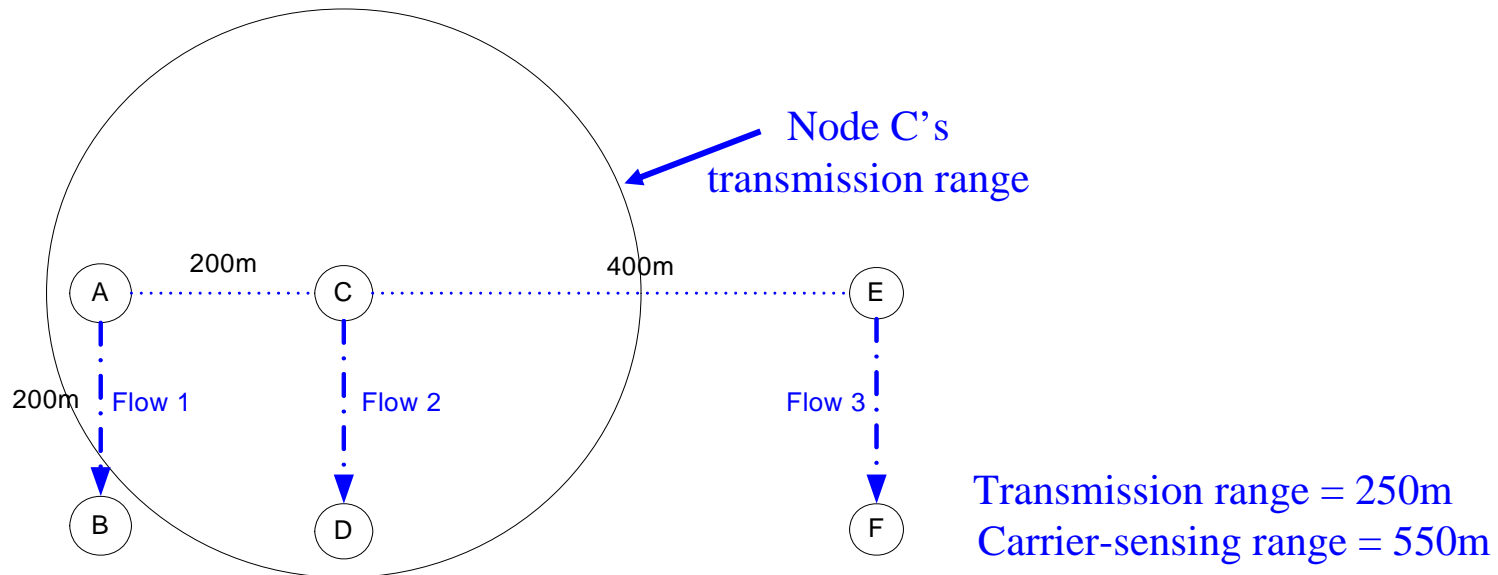 Node C’s
transmission range
200m
400m
A
C
E
200m
Flow 1
Flow 2
Flow 3
B
D
F
Transmission range = 250m
Carrier-sensing range = 550m